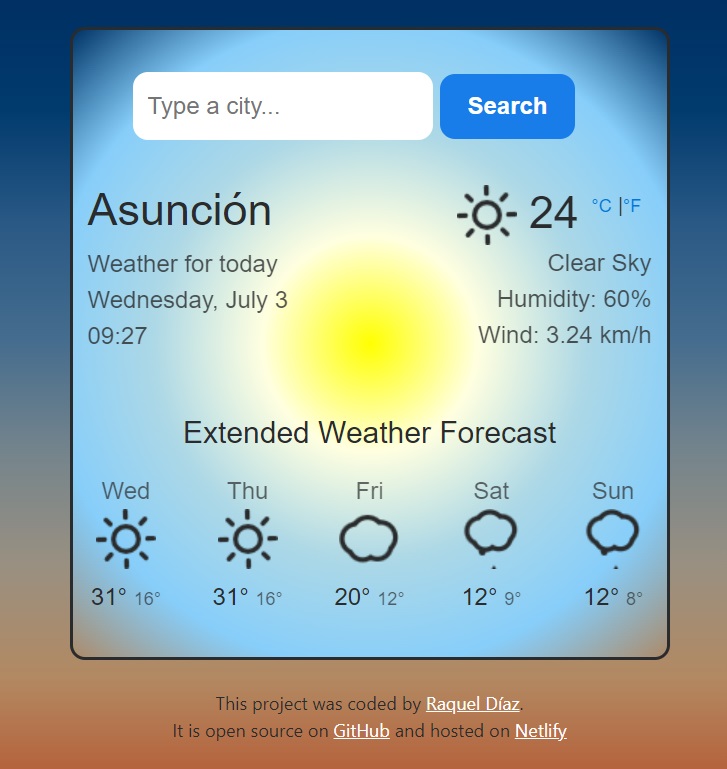 Type a city...
Search
Asunción
24 °C |°F
Weather for today
Clear Sky
Wednesday, July 3
Humidity: 60%
09:27
Wind: 3.24 km/h
Extended Weather Forecast
Wed Thu Fri Sat Sun
31° 16° 31° 16° 20° 12° 12° 9° 12° 8°
This project was coded by Raquel Díaz.
It is open source on GitHub and hosted on Netlify